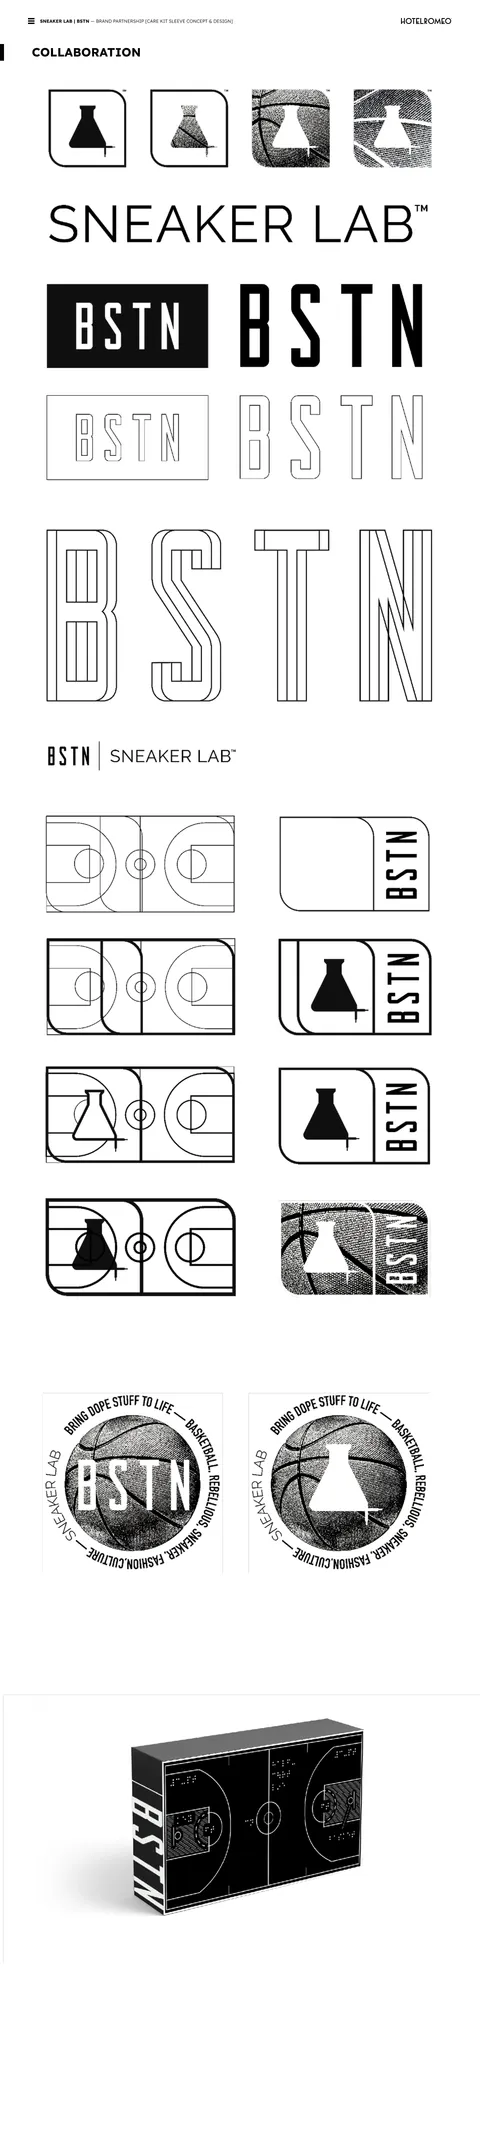 SNEAKER LAB | BSTN — BRAND PARTNERSHIP [CARE KIT SLEEVE CONCEPT & DESIGN]
HOTELROMEO
COLLABORATION
SNEAKER LAB™
BSTN
BSTN
BSTN
BSTN
BSTN
BSTN | SNEAKER LAB™
BSTN
BSTN
BSTN
BSTN
SNEAKER LAB — BRING DOPE STUFF TO LIFE — BASKETBALL, REBELLIOUS, SNEAKER, FASHION,CULTURE —
BSTN
SNEAKER LAB — BRING DOPE STUFF TO LIFE — BASKETBALL, REBELLIOUS, SNEAKER, FASHION,CULTURE —
BSTN